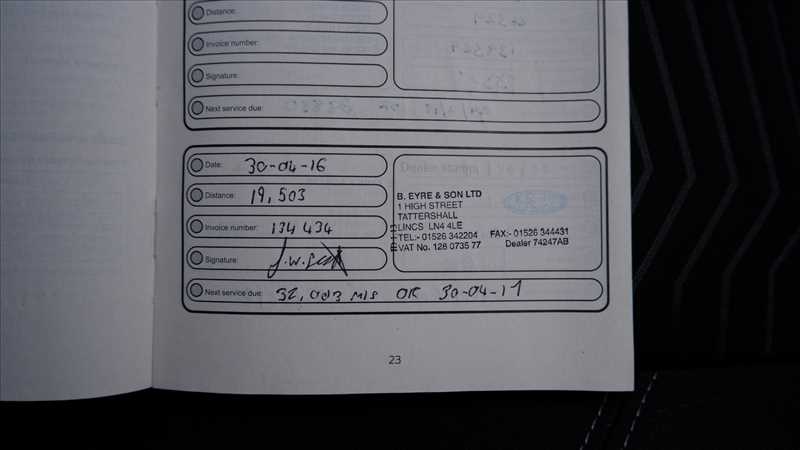 Distance:
Invoice number:
Signature:
Next service due:
Date: 30-04-16
Distance: 19,503
Invoice number: 134 434
Signature:
Next service due: 32,003 mls OR 30-04-17
B. EYRE & SON LTD
1 HIGH STREET
TATTERSHALL
LINCS LN4 4LE
TEL:- 01526 342204 FAX:- 01526 344431
VAT No. 128 0735 77 Dealer 74247AB
23